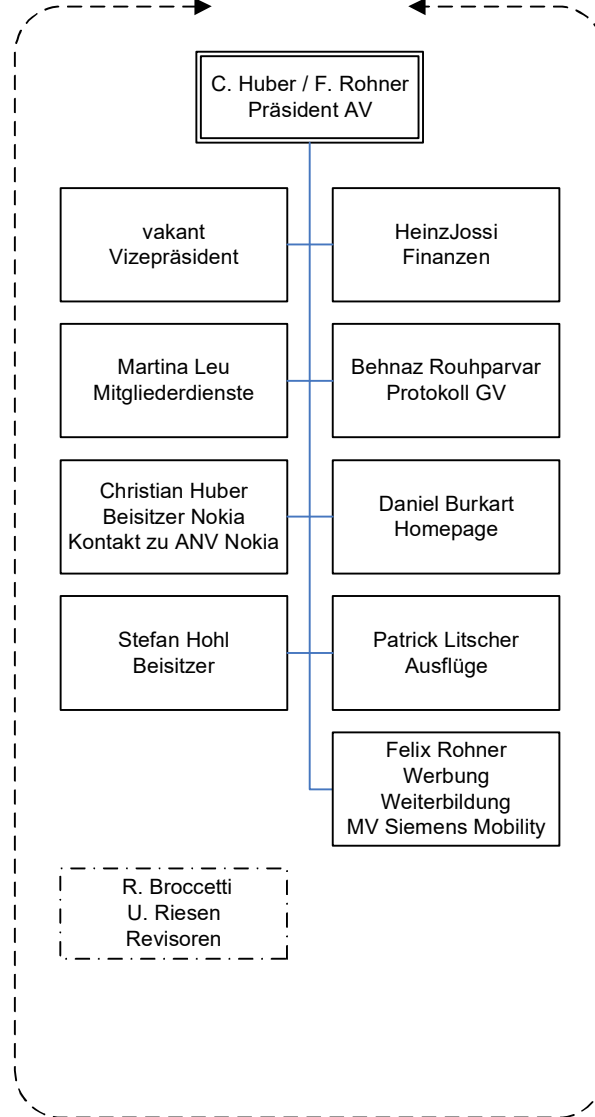 C. Huber / F. Rohner
Präsident AV
vakant
Vizepräsident
HeinzJossi
Finanzen
Martina Leu
Mitgliederdienste
Behnaz Rouhparvar
Protokoll GV
Christian Huber
Beisitzer Nokia
Kontakt zu ANV Nokia
Daniel Burkart
Homepage
Stefan Hohl
Beisitzer
Patrick Litscher
Ausflüge
Felix Rohner
Werbung
Weiterbildung
MV Siemens Mobility
R. Broccetti
U. Riesen
Revisoren